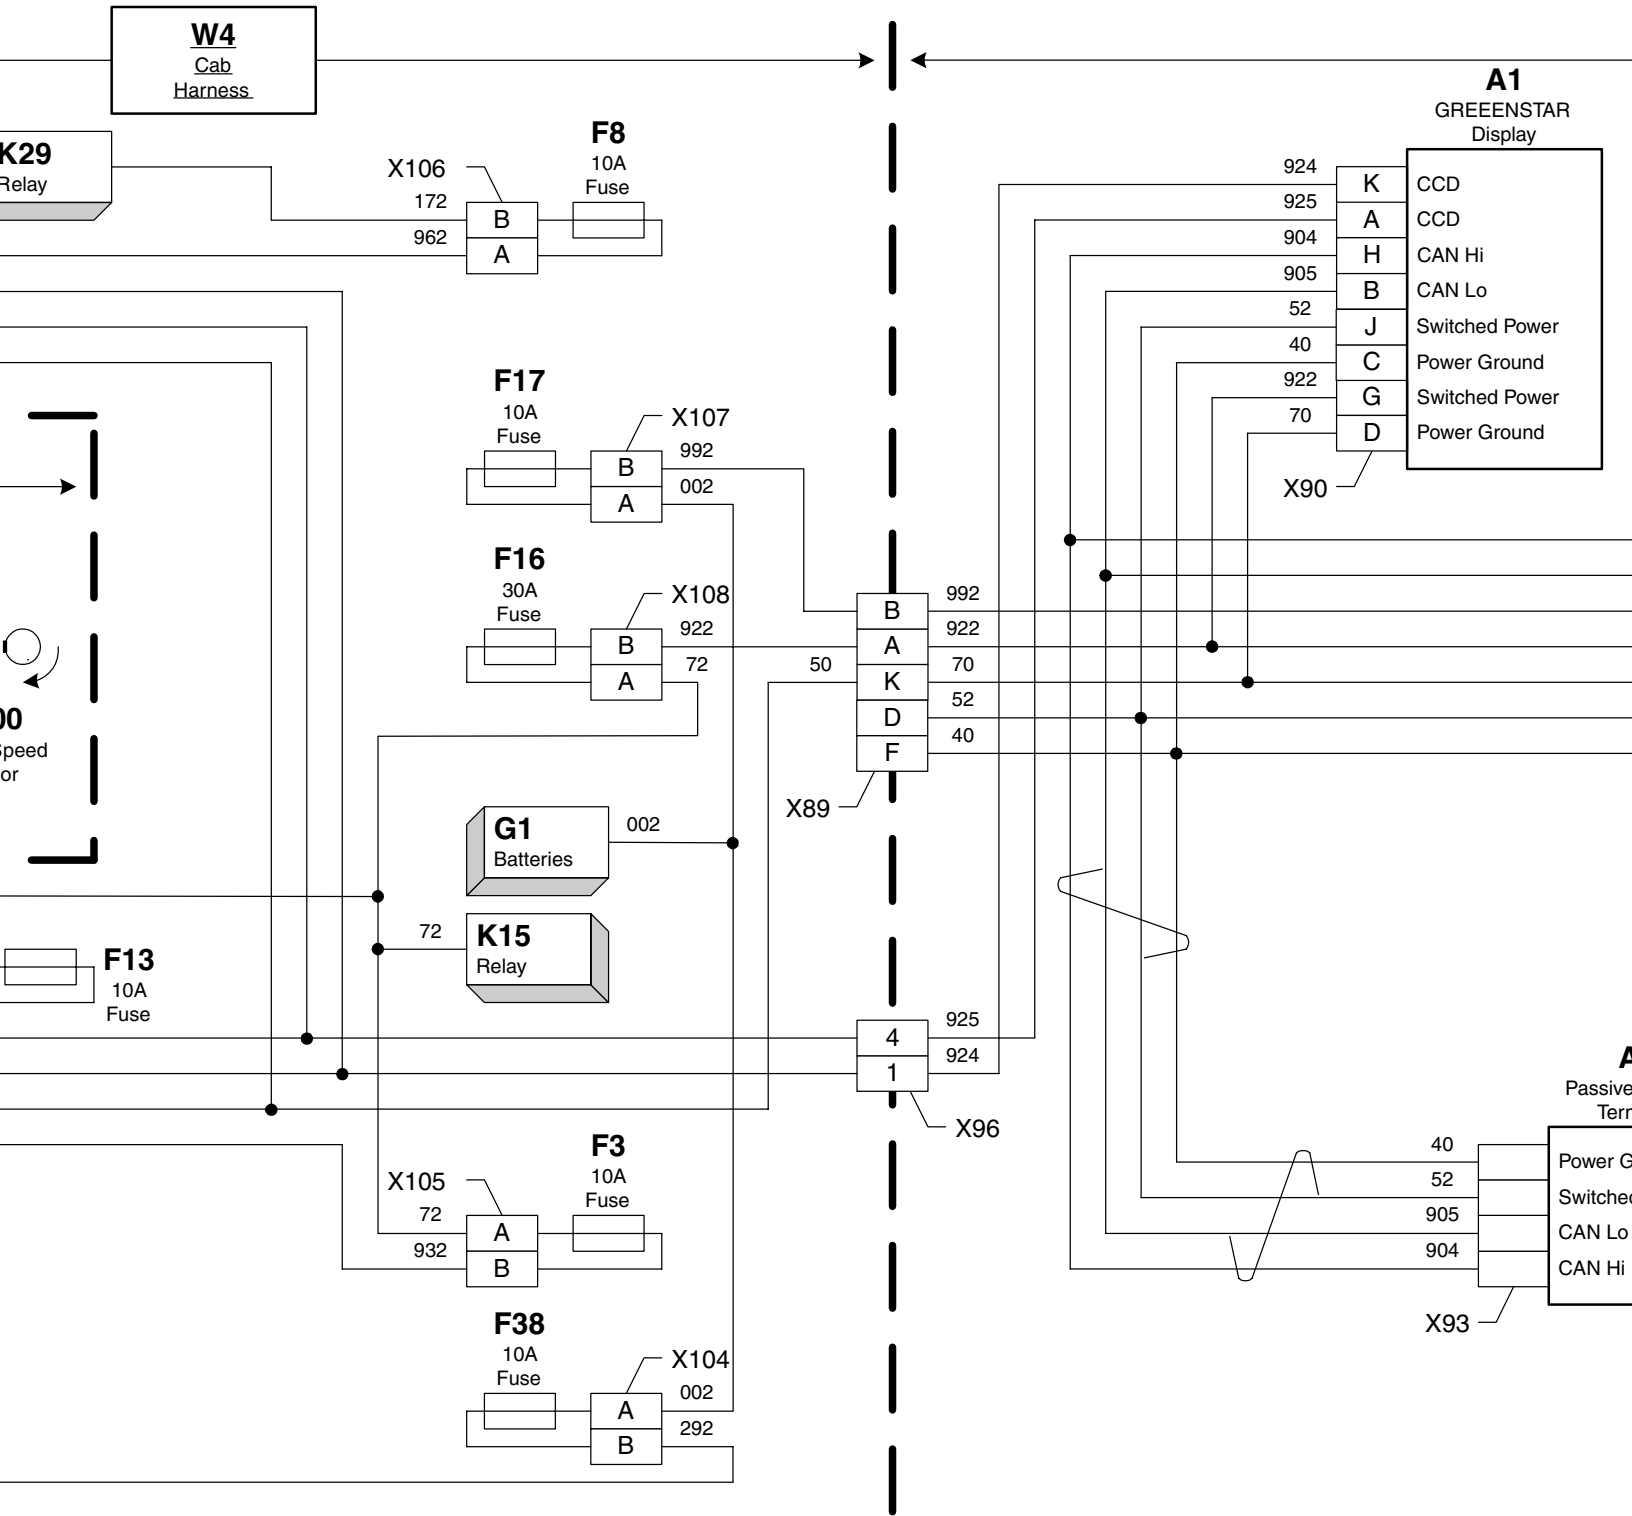 W4
Cab
Harness
K29
Relay
X106
172
962
B
A
F8
10A
Fuse
A1
GREEENSTAR
Display
924
K
CCD
925
A
CCD
904
H
CAN Hi
905
B
CAN Lo
52
J
Switched Power
40
C
Power Ground
922
G
Switched Power
70
D
Power Ground
X90
F17
10A
Fuse
X107
B
992
A
002
F16
30A
Fuse
X108
B
922
A
72
50
B
992
A
922
K
70
D
52
F
40
X89
00
Speed
or
G1
Batteries
002
K15
Relay
72
F13
10A
Fuse
4
925
1
924
X96
F3
10A
Fuse
X105
72
A
932
B
F38
10A
Fuse
X104
A
002
B
292
A
Passive
Tern
40
Power G
52
Switched
905
CAN Lo
904
CAN Hi
X93